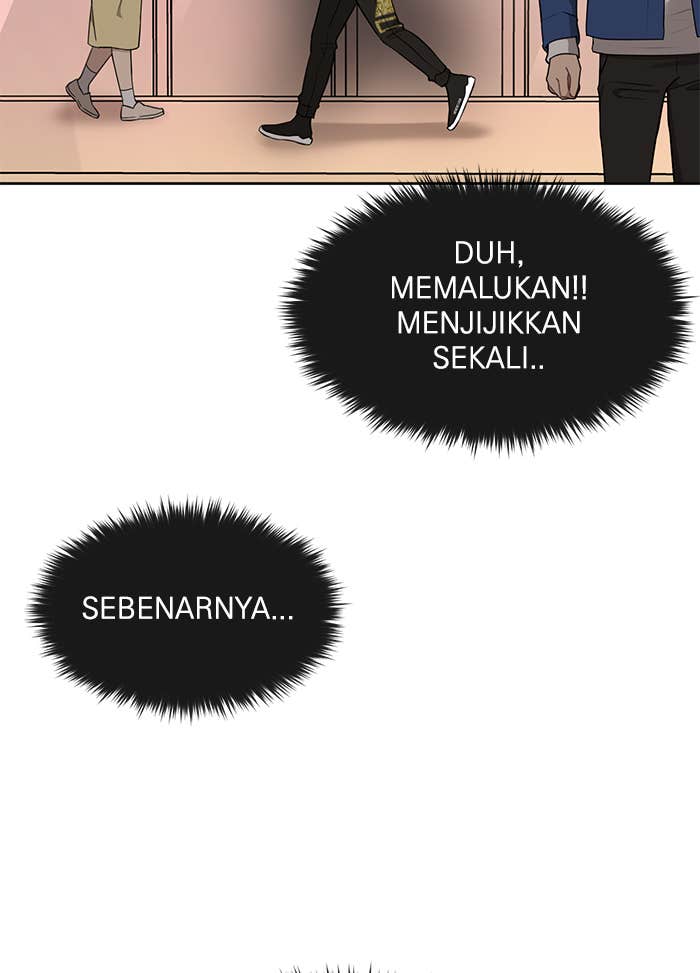 DUH,
MEMALUKAN!!
MENJIJIKKAN
SEKALI..
SEBENARNYA...